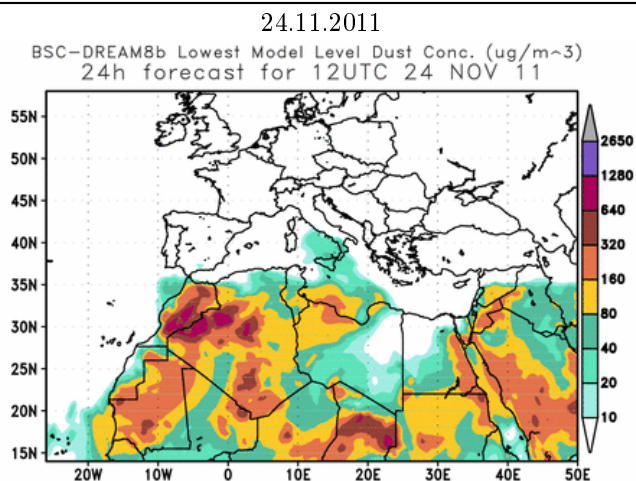 24.11.2011
BSC-DREAM8b Lowest Model Level Dust Conc. (ug/m^3)
24h forecast for 12UTC 24 NOV 11
55N
50N
45N
40N
35N
30N
25N
20N
15N
20W 10W 0 10E 20E 30E 40E 50E
2650
1280
640
320
160
80
40
20
10